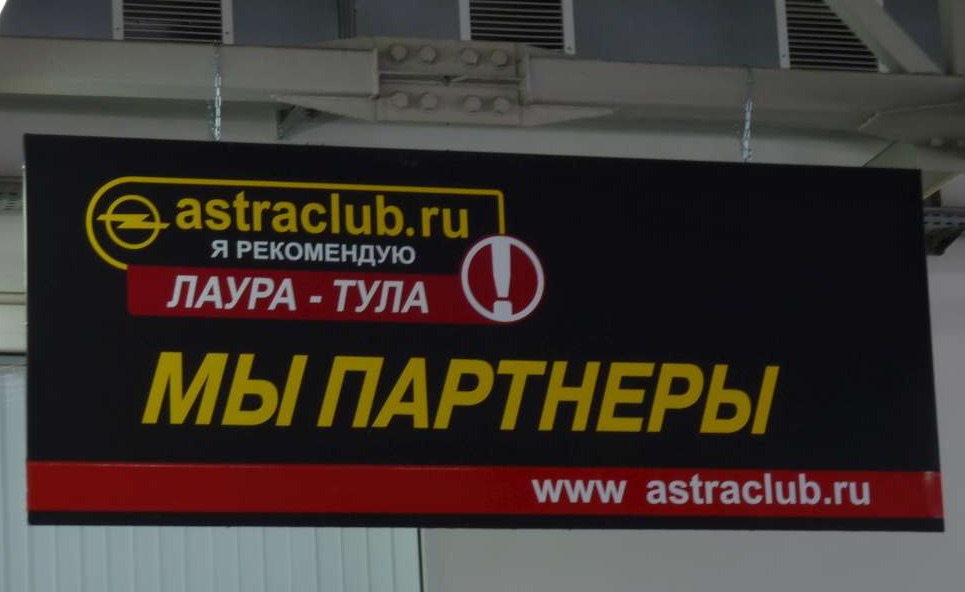 astraclub.ru
Я РЕКОМЕНДУЮ
ЛАУРА - ТУЛА
МЫ ПАРТНЕРЫ
www astraclub.ru